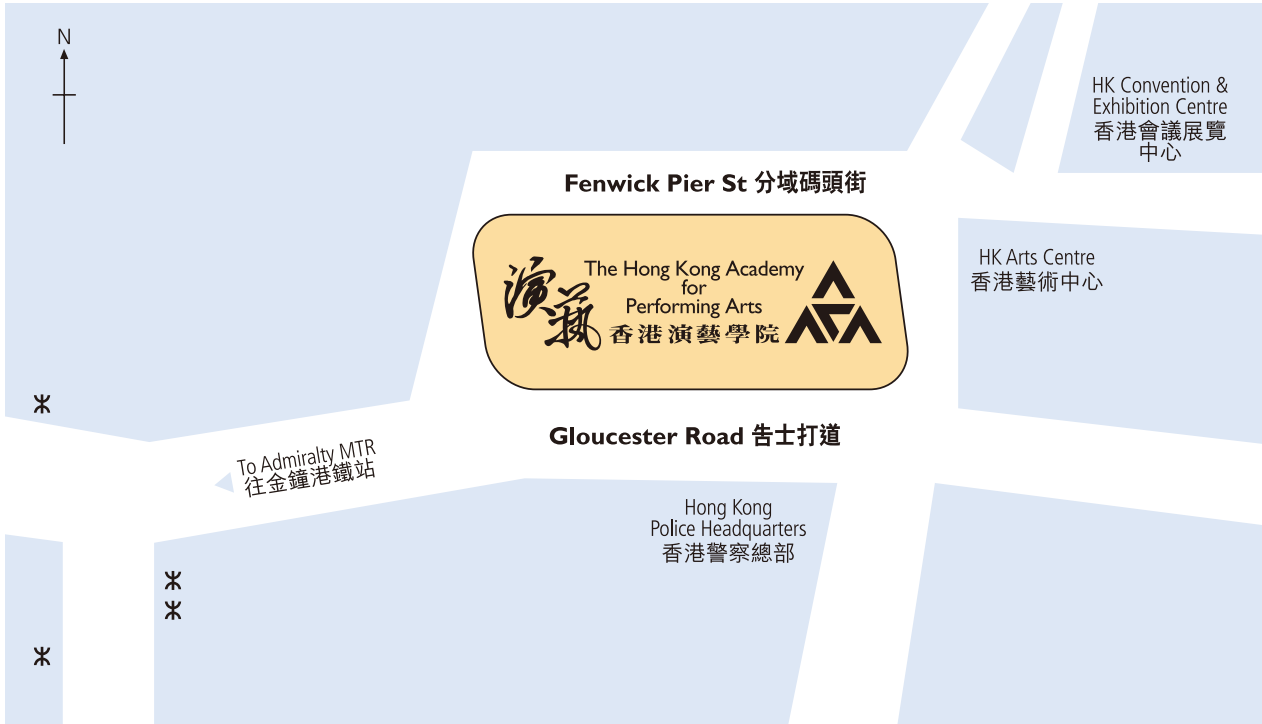 N
HK Convention &
Exhibition Centre
香港會議展覽
中心
Fenwick Pier St 分域碼頭街
HK Arts Centre
香港藝術中心
演藝
The Hong Kong Academy
for
Performing Arts
香港演藝學院
Gloucester Road 告士打道
To Admiralty MTR
往金鐘港鐵站
Hong Kong
Police Headquarters
香港警察總部